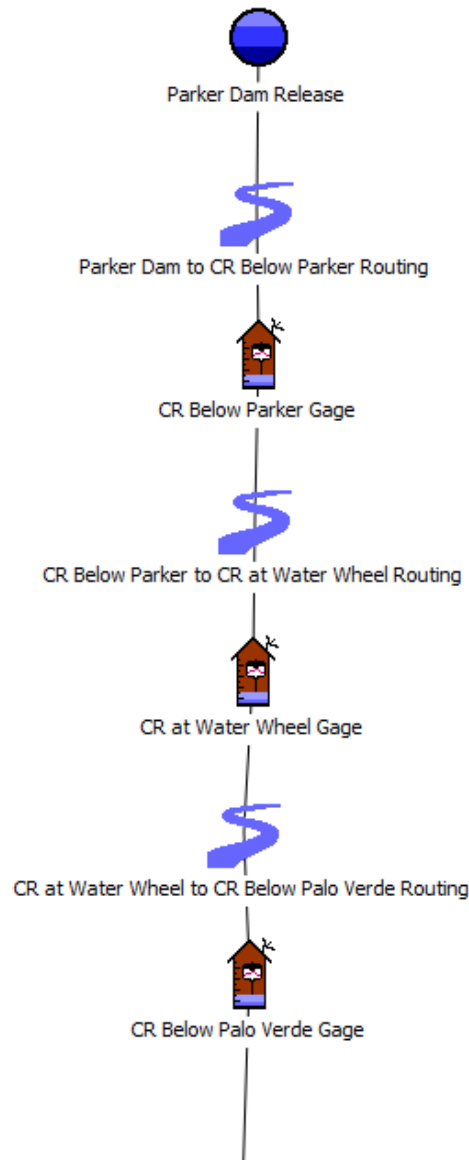 Parker Dam Release
Parker Dam to CR Below Parker Routing
CR Below Parker Gage
CR Below Parker to CR at Water Wheel Routing
CR at Water Wheel Gage
CR at Water Wheel to CR Below Palo Verde Routing
CR Below Palo Verde Gage